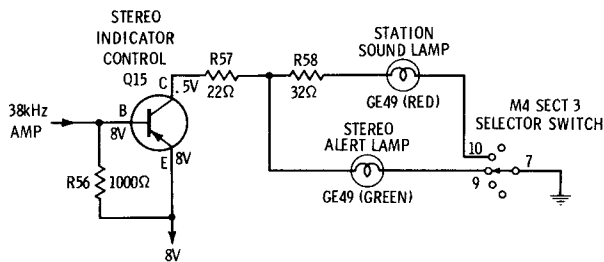 STEREO
INDICATOR
CONTROL
Q15
C
.5V
R57
22Ω
R58
32Ω
STATION
SOUND LAMP
GE49 (RED)
38kHz
AMP
B
8V
E
8V
R56
1000Ω
8V
STEREO
ALERT LAMP
GE49 (GREEN)
M4 SECT 3
SELECTOR SWITCH
10
7
9